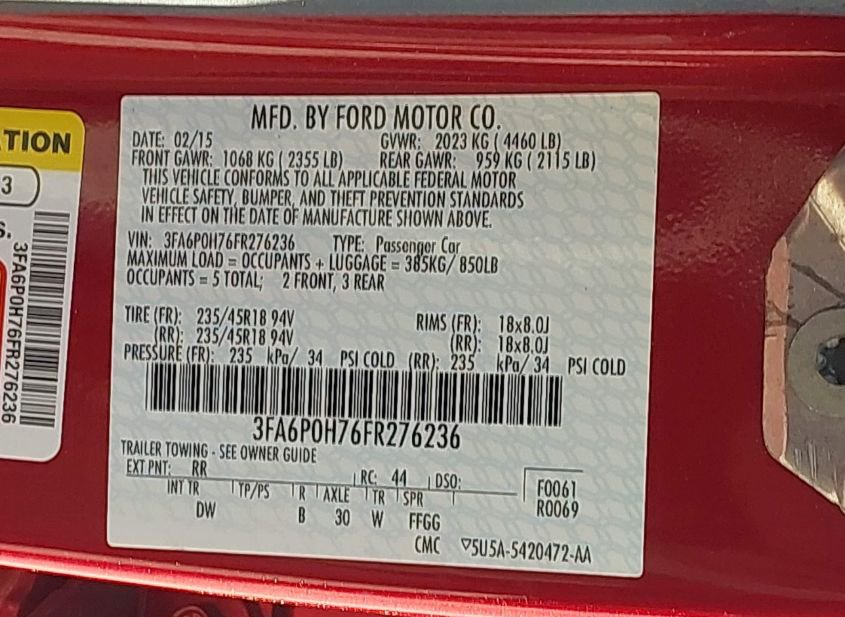 MFD. BY FORD MOTOR CO.
DATE: 02/15 GVWR: 2023 KG ( 4460 LB)
FRONT GAWR: 1068 KG ( 2355 LB) REAR GAWR: 959 KG ( 2115 LB)
THIS VEHICLE CONFORMS TO ALL APPLICABLE FEDERAL MOTOR
VEHICLE SAFETY, BUMPER, AND THEFT PREVENTION STANDARDS
IN EFFECT ON THE DATE OF MANUFACTURE SHOWN ABOVE.
VIN: 3FA6P0H76FR276236 TYPE: Passenger Car
MAXIMUM LOAD = OCCUPANTS + LUGGAGE = 385KG/ 850LB
OCCUPANTS = 5 TOTAL; 2 FRONT, 3 REAR
TIRE (FR): 235/45R18 94V RIMS (FR): 18x8.0J
(RR): 235/45R18 94V (RR): 18x8.0J
PRESSURE (FR): 235 kPa/ 34 PSI COLD (RR): 235 kPa/ 34 PSI COLD
3FA6P0H76FR276236
TRAILER TOWING - SEE OWNER GUIDE
EXT PNT: RR RC: 44 DSO:
INT TR TP/PS R AXLE TR SPR
DW B 30 W FFGG
F0061
R0069
CMC ▽5U5A-5420472-AA
TION
3
S.
3FA6P0H76FR276236